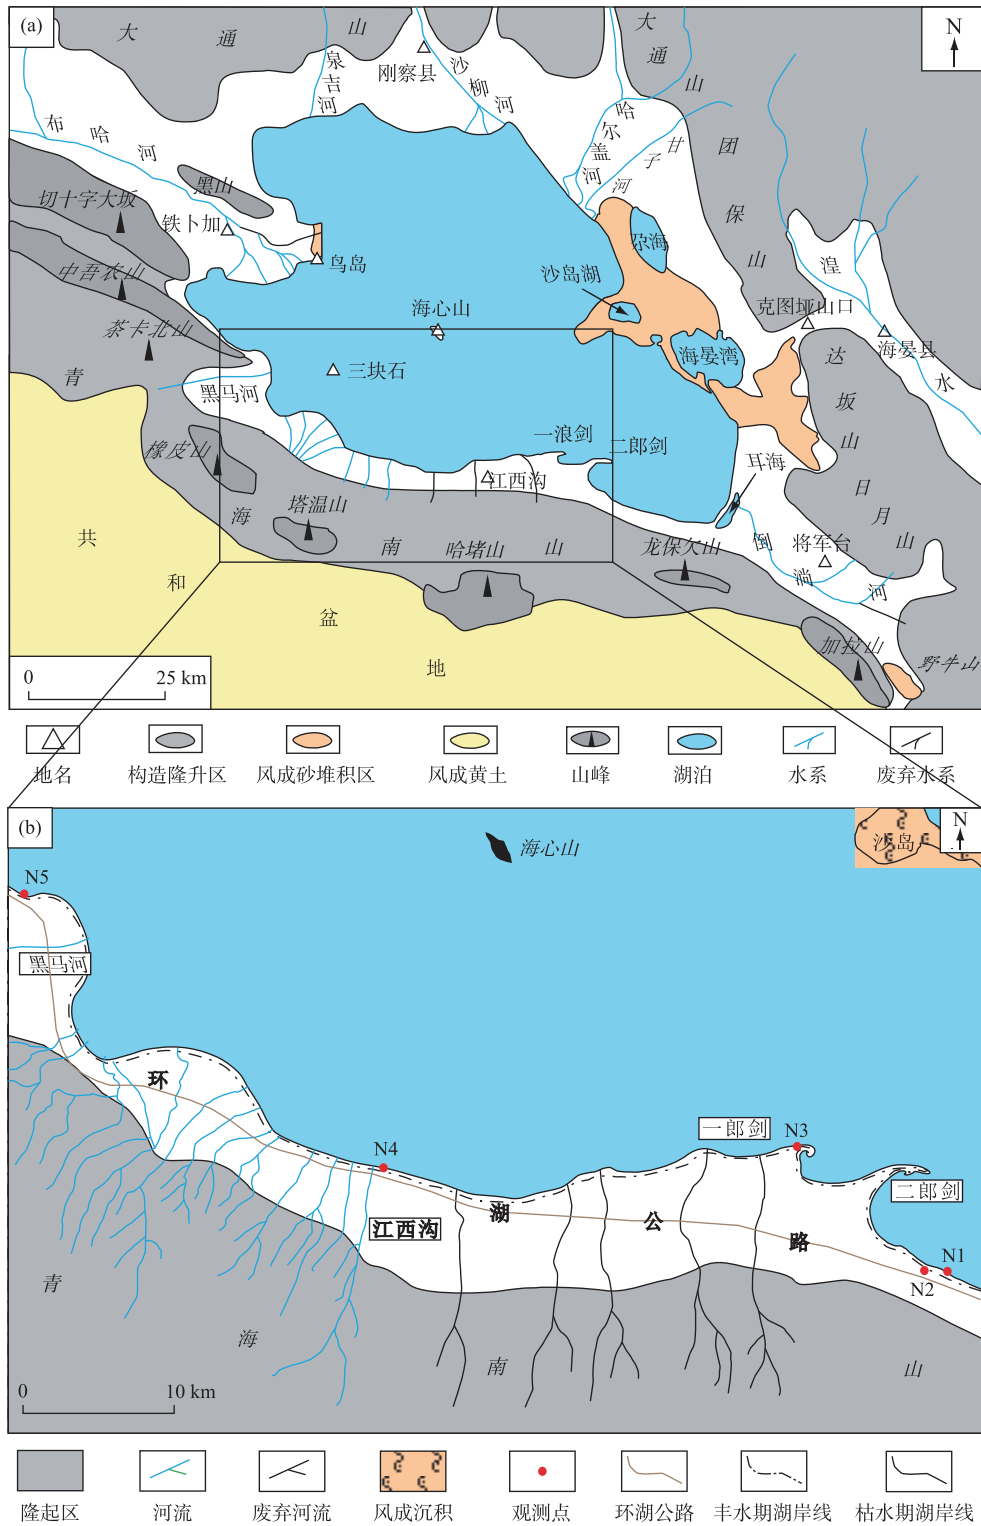 (a)
N
大通山
大通山
泉吉河
刚察县
沙柳河
哈尔盖河
甘子河
布哈河
团保山
黑山
切十字大坂
铁卜加
鸟岛
尕海
沙岛湖
湟水
中吾农山
海心山
克图垭山口
茶卡北山
海晏湾
海晏县
达坂山
三块石
青海南山
黑马河
一浪剑
二郎剑
橡皮山
江西沟
耳海
日月山
塔温山
哈堵山
龙保欠山
倒淌河
将军台
共和盆地
加拉山
野牛山
0 25 km
地名
构造隆升区
风成砂堆积区
风成黄土
山峰
湖泊
水系
废弃水系
(b)
N
海心山
沙岛
N5
黑马河
环湖公路
一郎剑
N3
N4
二郎剑
江西沟
N1
N2
青海南山
0 10 km
隆起区
河流
废弃河流
风成沉积
观测点
环湖公路
丰水期湖岸线
枯水期湖岸线